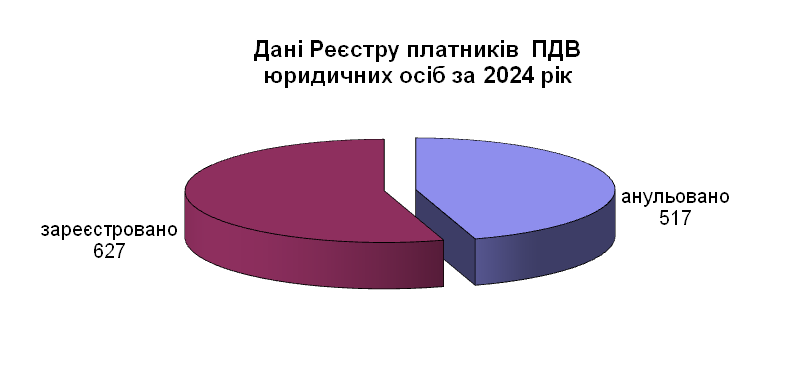 Дані Реєстру платників ПДВ
юридичних осіб за 2024 рік
анульовано
517
зареєстровано
627